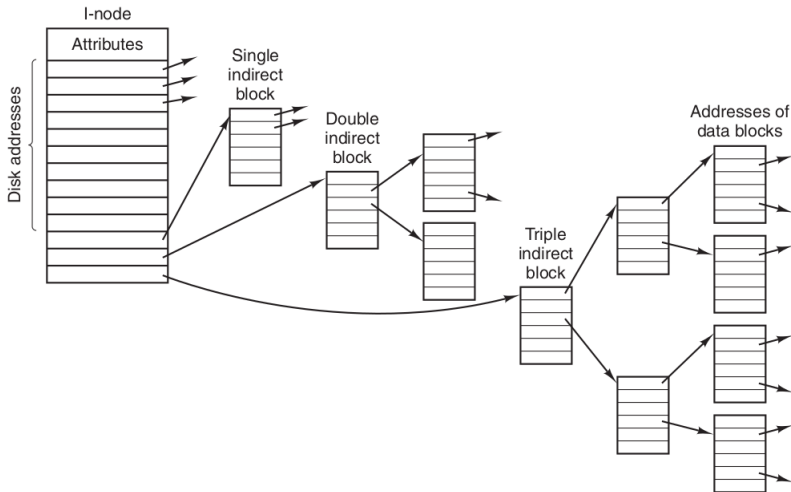 I-node
Attributes
Disk addresses
Single
indirect
block
Double
indirect
block
Triple
indirect
block
Addresses of
data blocks